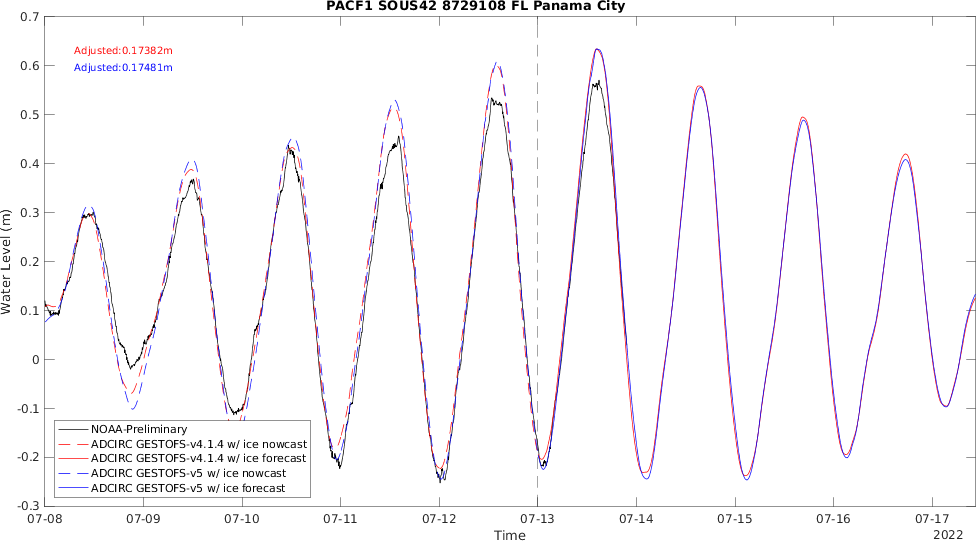 PACF1 SOUS42 8729108 FL Panama City
0.7
0.6
0.5
0.4
0.3
0.2
0.1
0
-0.1
-0.2
-0.3
Water Level (m)
Adjusted:0.17382m
Adjusted:0.17481m
NOAA-Preliminary
ADCIRC GESTOFS-v4.1.4 w/ ice nowcast
ADCIRC GESTOFS-v4.1.4 w/ ice forecast
ADCIRC GESTOFS-v5 w/ ice nowcast
ADCIRC GESTOFS-v5 w/ ice forecast
07-08 07-09 07-10 07-11 07-12 07-13 07-14 07-15 07-16 07-17
Time
2022